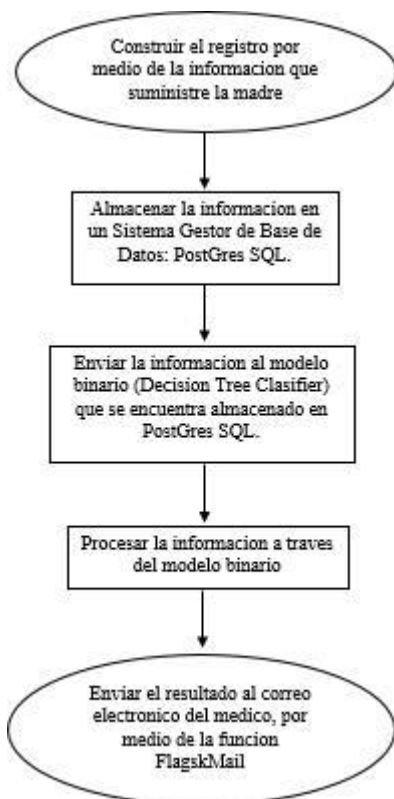 Construir el registro por
medio de la informacion que
suministre la madre
Almacenar la informacion en
un Sistema Gestor de Base de
Datos: PostGres SQL.
Enviar la informacion al modelo
binario (Decision Tree Clasifier)
que se encuentra almacenado en
PostGres SQL.
Procesar la informacion a traves
del modelo binario
Enviar el resultado al correo
electronico del medico, por
medio de la funcion
FlagskMail